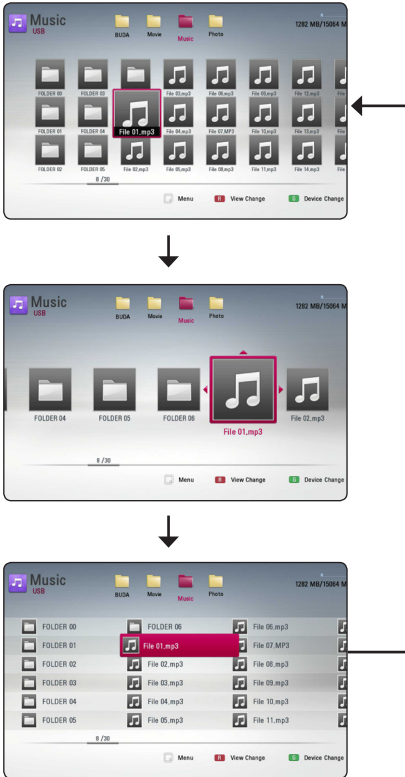 Music
USB
BUDA Movie Music Photo
1282 MB/15064 M
FOLDER 00 FOLDER 03 File 03.mp3 File 06.mp3 File 09.mp3 File 12.mp3 File
FOLDER 01 FOLDER 04 File 01.mp3 File 04.mp3 File 07.MP3 File 10.mp3 File 13.mp3 File
FOLDER 02 FOLDER 05 File 02.mp3 File 05.mp3 File 08.mp3 File 11.mp3 File 14.mp3 File
8 /30
Menu R View Change G Device Change
Music
USB
BUDA Movie Music Photo
1282 MB/15064 M
FOLDER 04 FOLDER 05 FOLDER 06 File 01.mp3 File 02.mp3
8 /30
Menu R View Change G Device Change
Music
USB
BUDA Movie Music Photo
1282 MB/15064 M
FOLDER 00 FOLDER 06 File 06.mp3
FOLDER 01 File 01.mp3 File 07.MP3
FOLDER 02 File 02.mp3 File 08.mp3
FOLDER 03 File 03.mp3 File 09.mp3
FOLDER 04 File 04.mp3 File 10.mp3
FOLDER 05 File 05.mp3 File 11.mp3
8 /30
Menu R View Change G Device Change